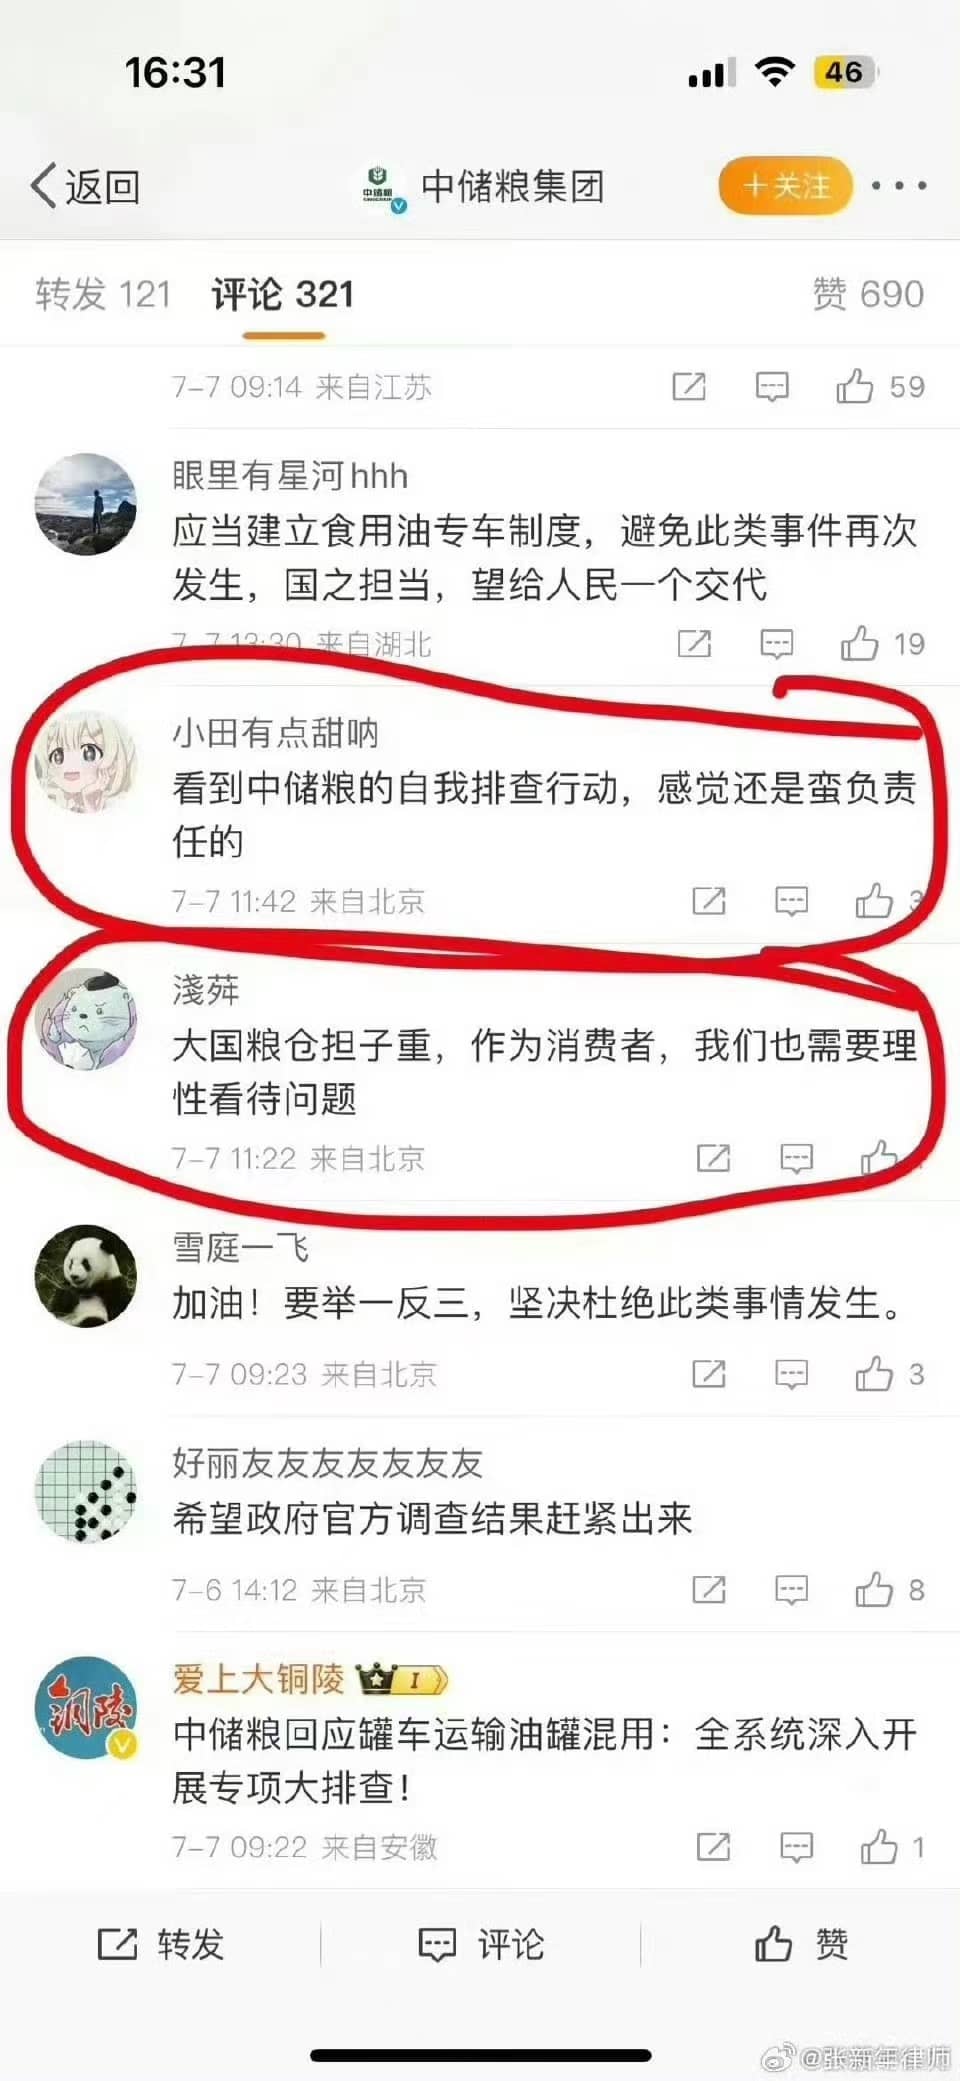 16:31
46
返回
中储粮集团
+关注
转发 121
评论 321
赞 690
7-7 09:14 来自江苏
59
眼里有星河hhh
应当建立食用油专车制度，避免此类事件再次
发生，国之担当，望给人民一个交代
7-7 13:30 来自湖北
19
小田有点甜呐
看到中储粮的自我排查行动，感觉还是蛮负责
任的
7-7 11:42 来自北京
3
淺荈
大国粮仓担子重，作为消费者，我们也需要理
性看待问题
7-7 11:22 来自北京
雪庭一飞
加油！要举一反三，坚决杜绝此类事情发生。
7-7 09:23 来自北京
3
好丽友友友友友友友
希望政府官方调查结果赶紧出来
7-6 14:12 来自北京
8
铜陵
爱上大铜陵
I
中储粮回应罐车运输油罐混用：全系统深入开
展专项大排查！
7-7 09:22 来自安徽
1
转发
评论
赞
@张新年律师